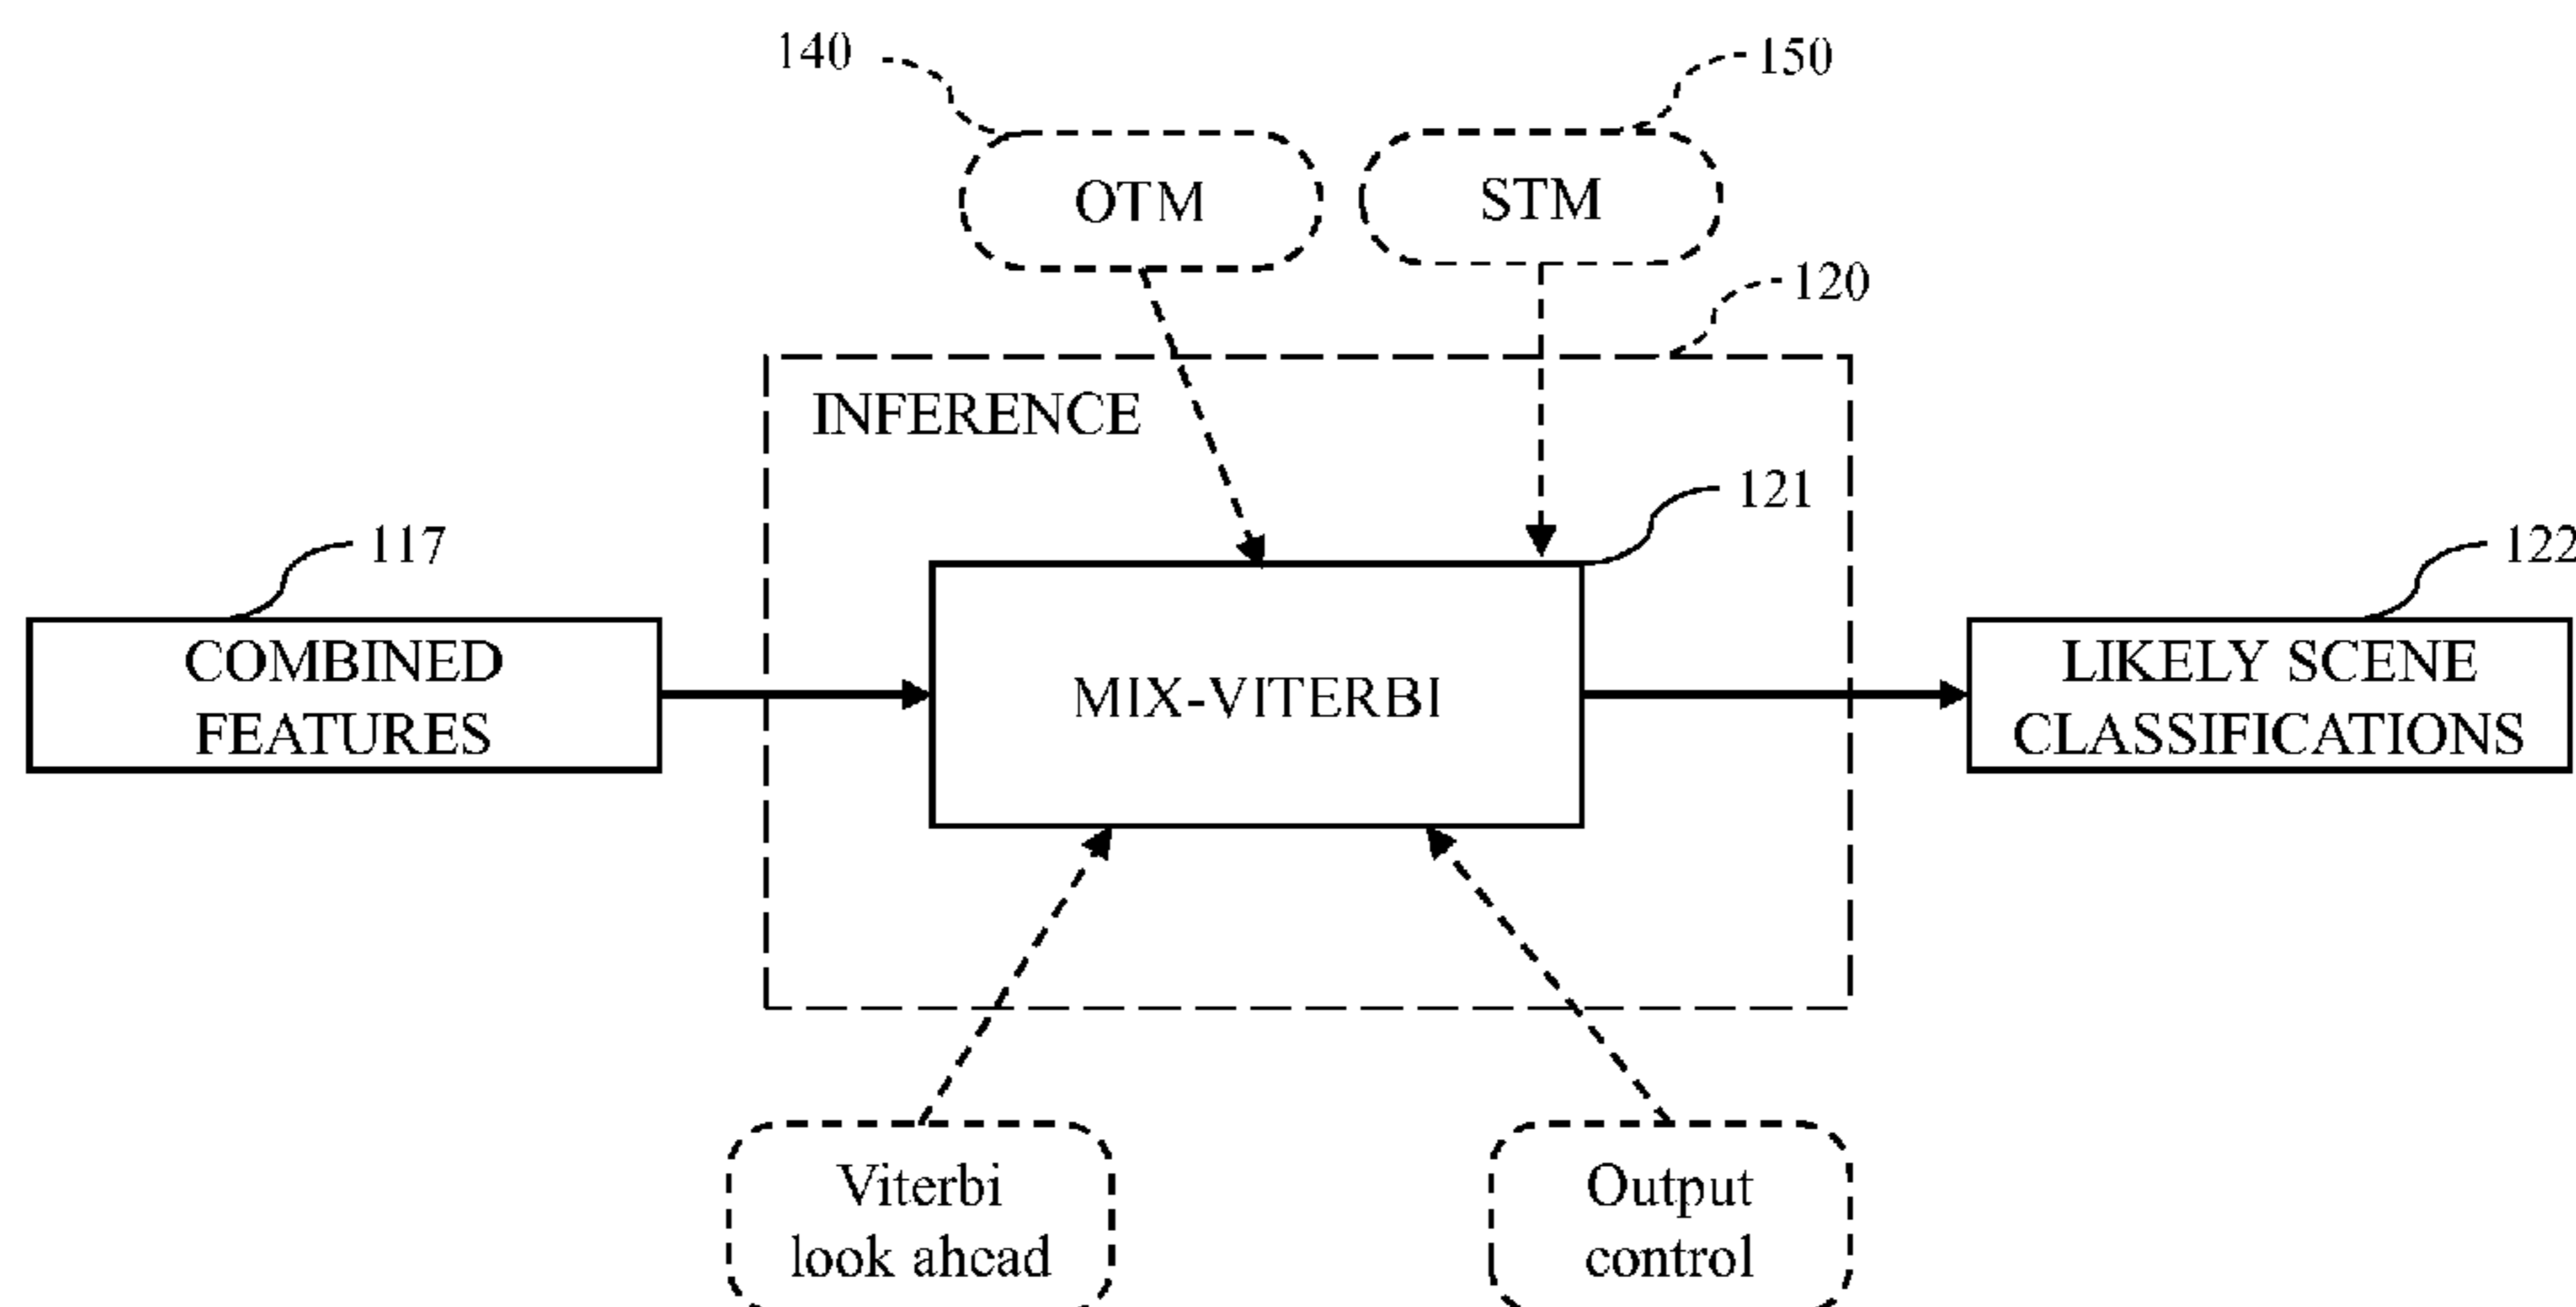 140
150
OTM
STM
120
INFERENCE
121
117
122
COMBINED
FEATURES
MIX-VITERBI
LIKELY SCENE
CLASSIFICATIONS
Viterbi
look ahead
Output
control